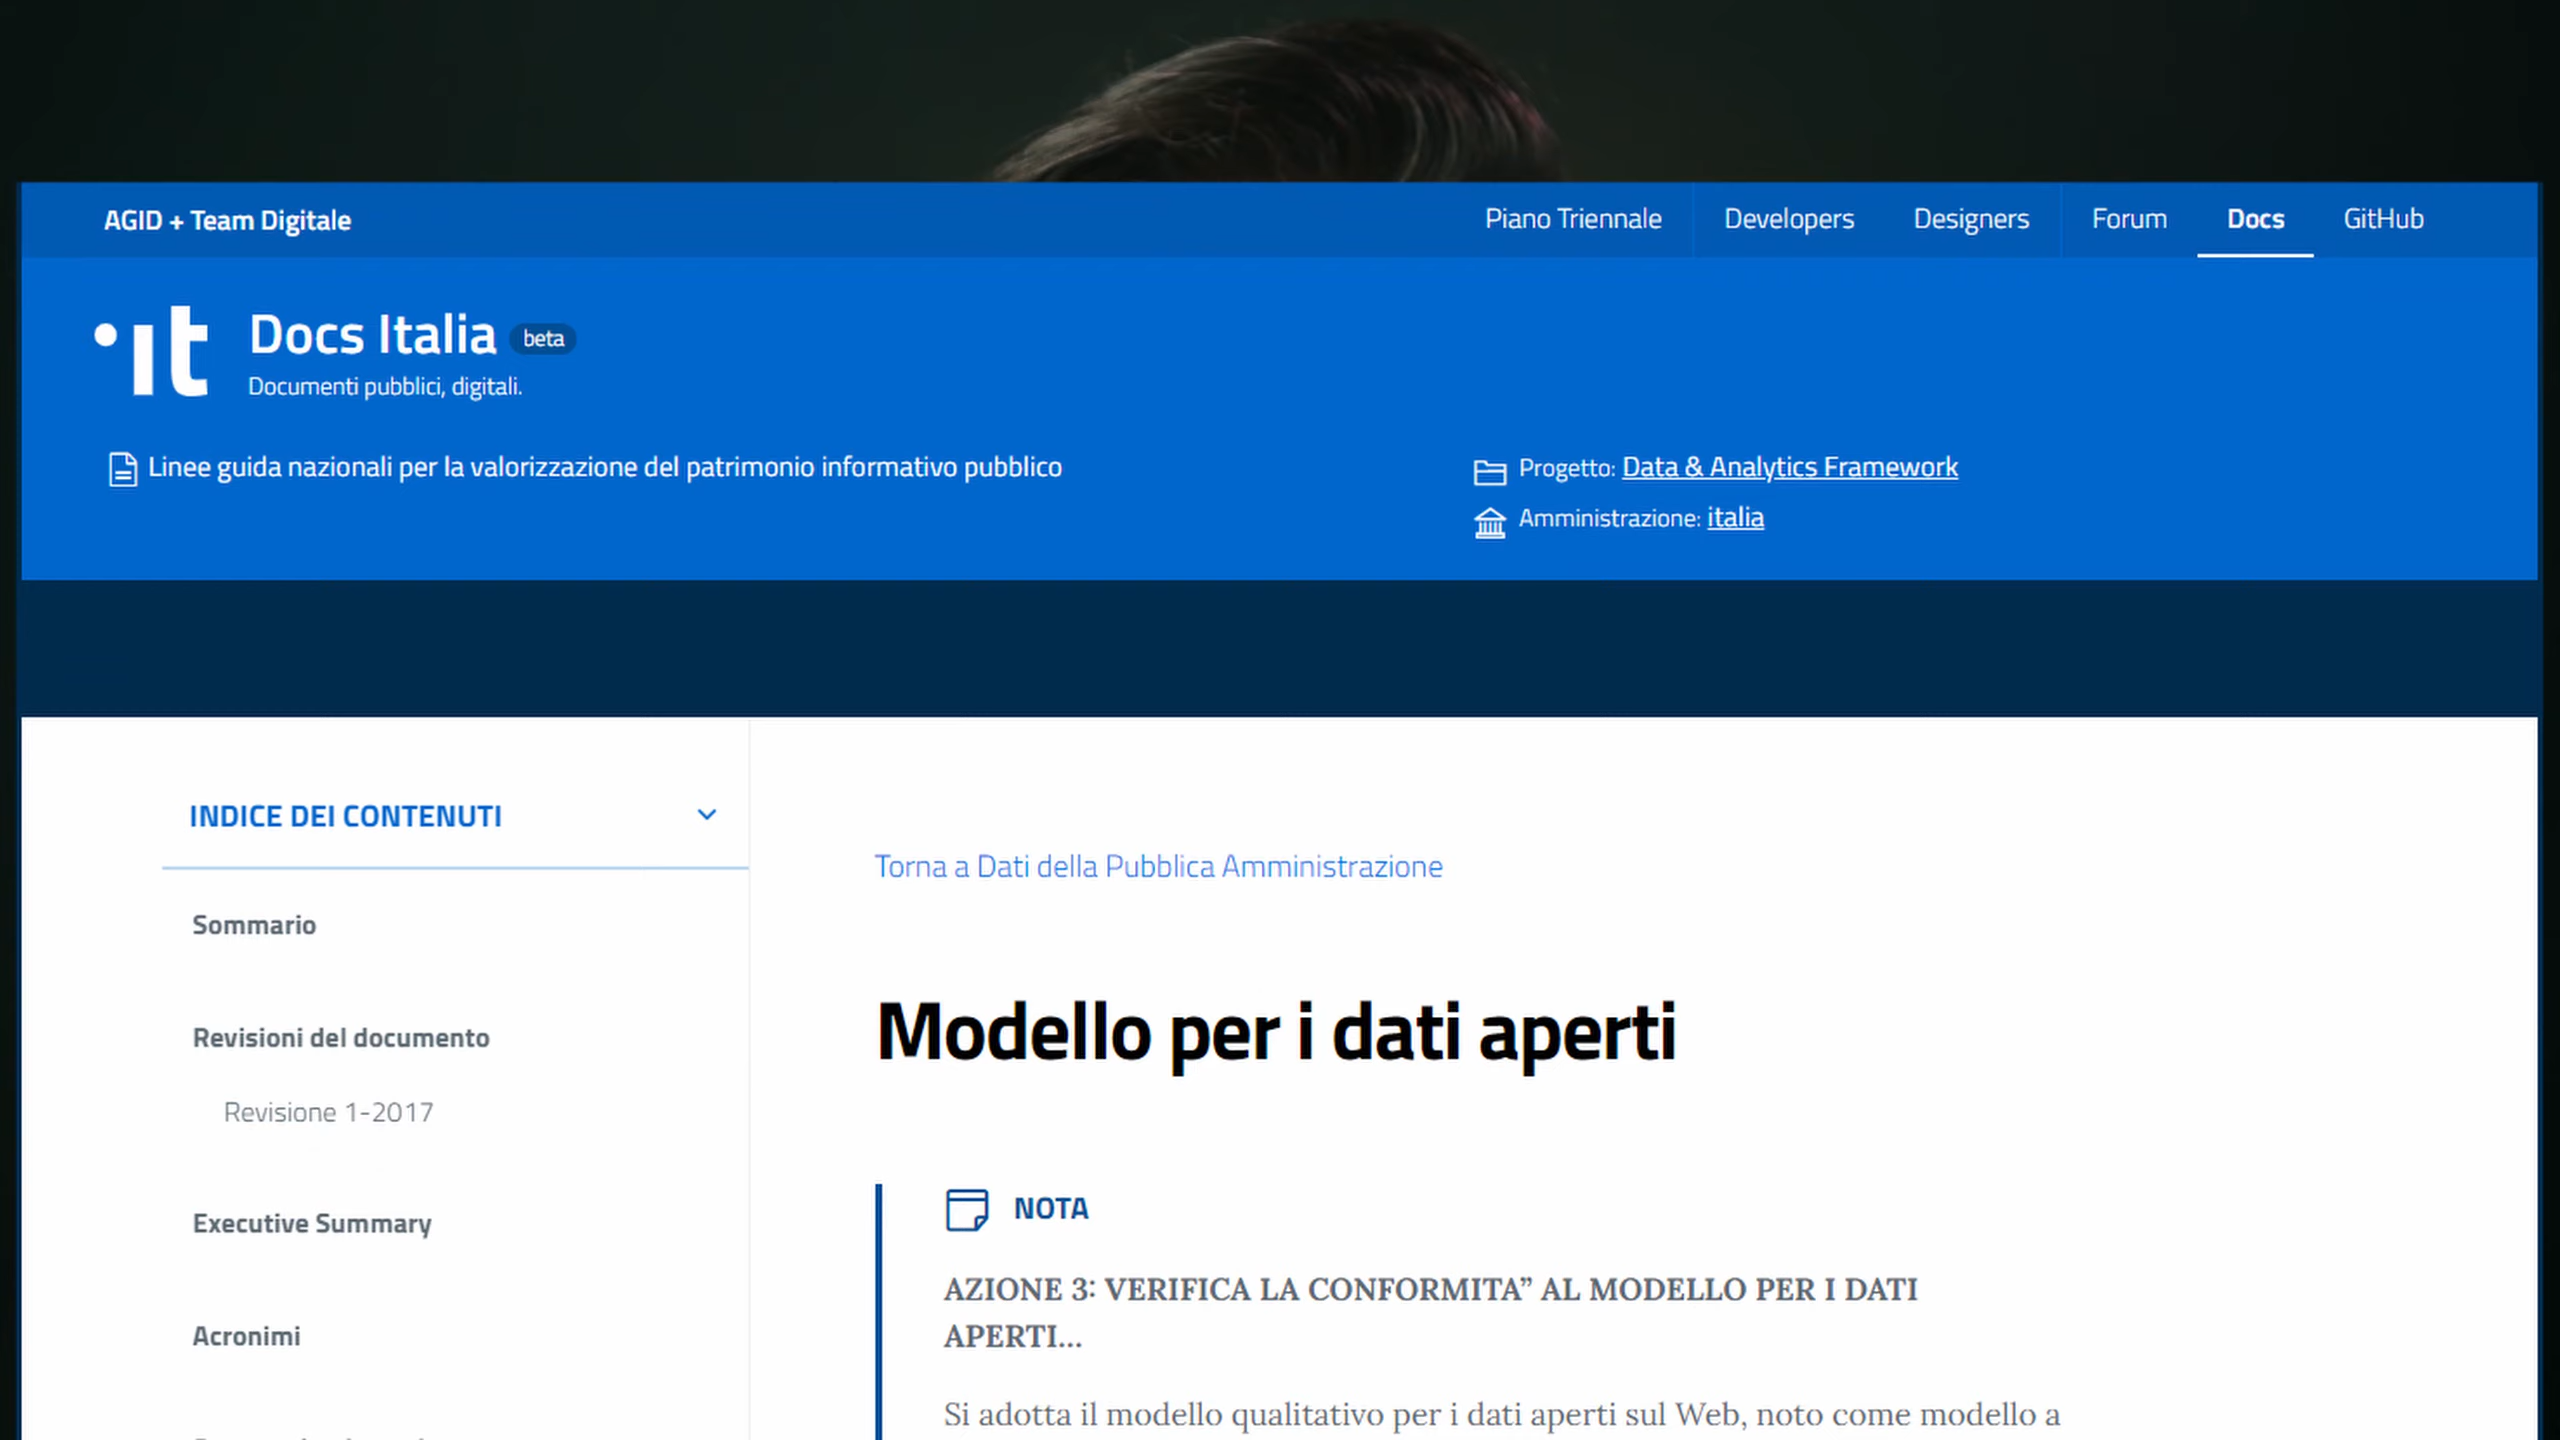 AGID + Team Digitale
Piano Triennale
Developers
Designers
Forum
Docs
GitHub
it
Docs Italia beta
Documenti pubblici, digitali.
Linee guida nazionali per la valorizzazione del patrimonio informativo pubblico
Progetto: Data & Analytics Framework
Amministrazione: italia
INDICE DEI CONTENUTI
Sommario
Revisioni del documento
Revisione 1-2017
Executive Summary
Acronimi
Torna a Dati della Pubblica Amministrazione
Modello per i dati aperti
NOTA
AZIONE 3: VERIFICA LA CONFORMITA” AL MODELLO PER I DATI
APERTI...
Si adotta il modello qualitativo per i dati aperti sul Web, noto come modello a